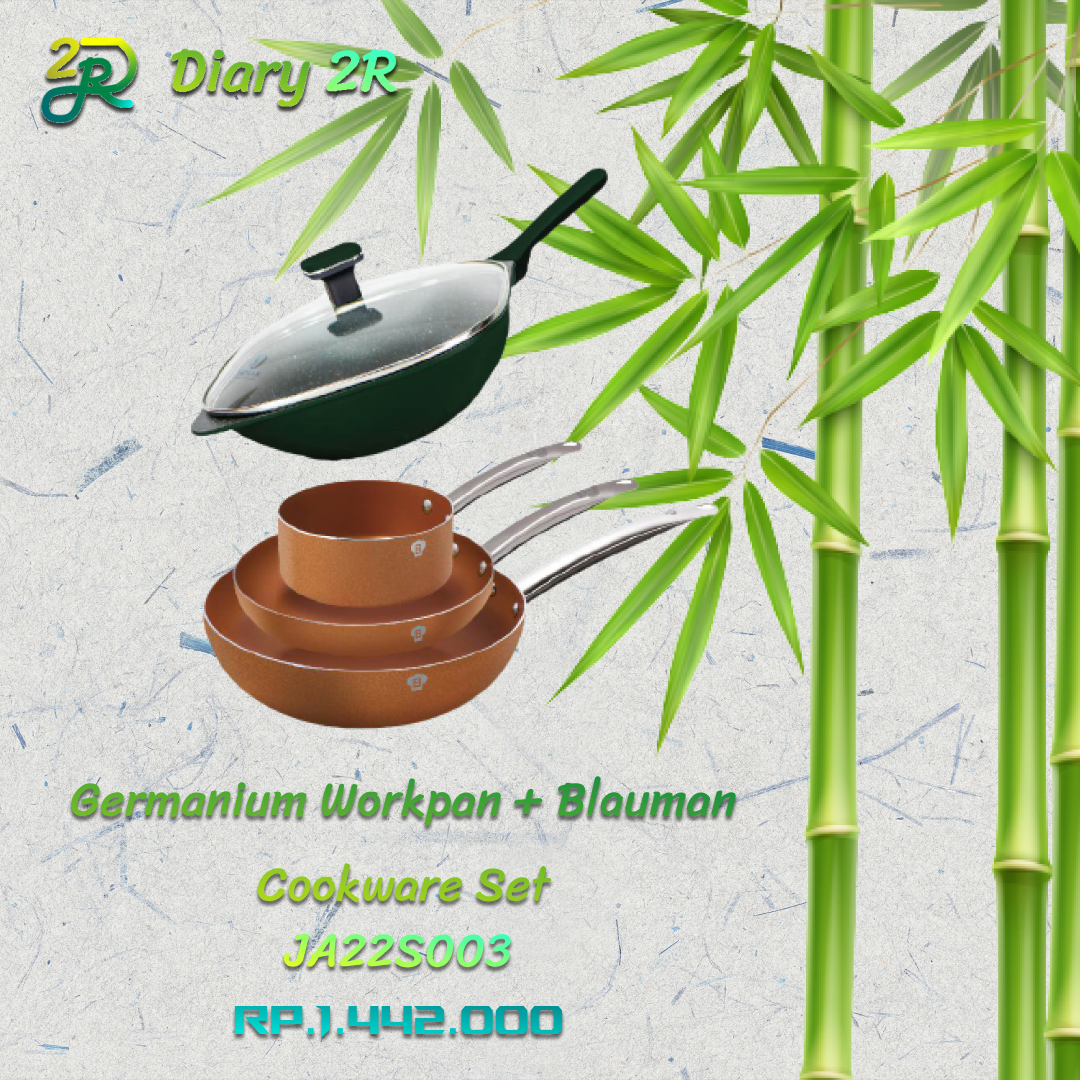 2R Diary 2R
Germanium Workpan + Blauman
Cookware Set
JA22S003
RP.1.442.000